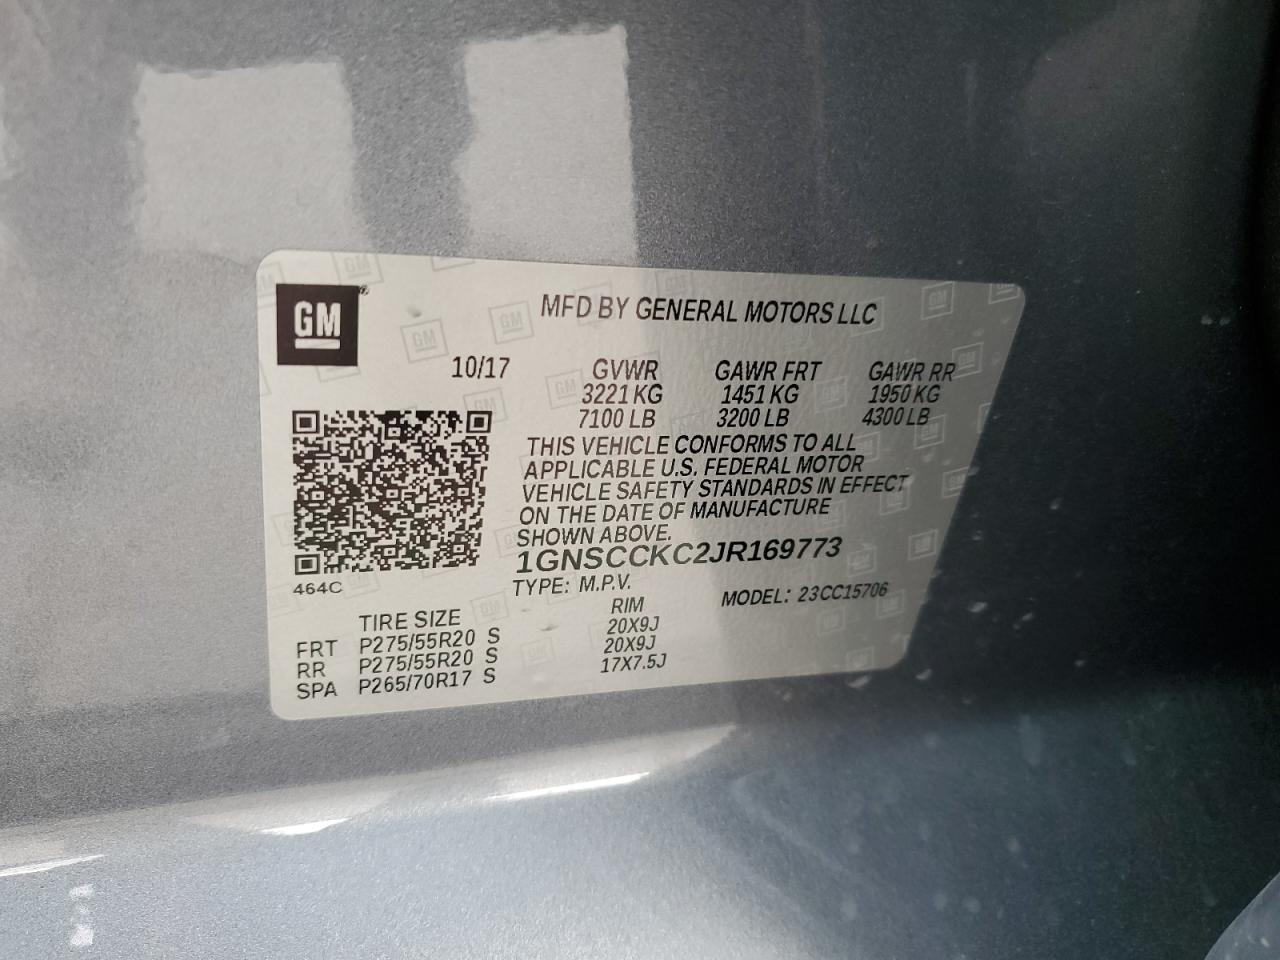 GM
MFD BY GENERAL MOTORS LLC
10/17 GVWR GAWR FRT GAWR RR
3221 KG 1451 KG 1950 KG
7100 LB 3200 LB 4300 LB
THIS VEHICLE CONFORMS TO ALL
APPLICABLE U.S. FEDERAL MOTOR
VEHICLE SAFETY STANDARDS IN EFFECT
ON THE DATE OF MANUFACTURE
SHOWN ABOVE.
1GNSCCKC2JR169773
464C
TYPE: M.P.V. MODEL: 23CC15706
TIRE SIZE RIM
FRT P275/55R20 S 20X9J
RR P275/55R20 S 20X9J
SPA P265/70R17 S 17X7.5J